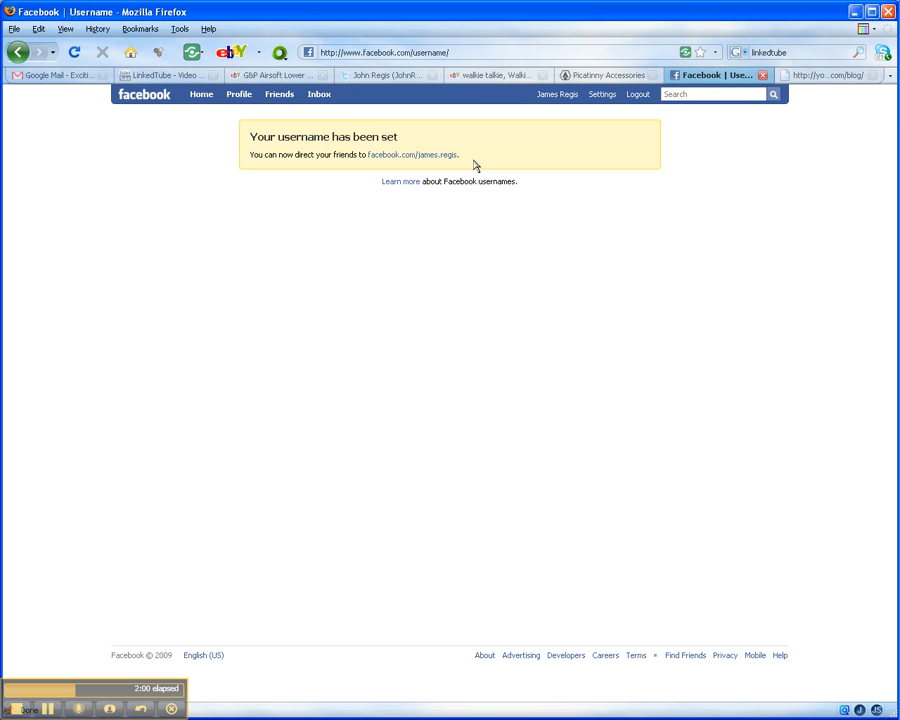 Facebook | Username - Mozilla Firefox
File Edit View History Bookmarks Tools Help
http://www.facebook.com/username/
linkedtube
Google Mail - Exciti...
LinkedTube - Video ...
G&P Airsoft Lower ...
John Regis (JohnR...
walkie talkie, Walki...
Picatinny Accessories
Facebook | Use...
http://yo...com/blog/
facebook Home Profile Friends Inbox James Regis Settings Logout Search
Your username has been set
You can now direct your friends to facebook.com/james.regis.
Learn more about Facebook usernames.
Facebook © 2009 English (US) About Advertising Developers Careers Terms Find Friends Privacy Mobile Help
2:00 elapsed
Done